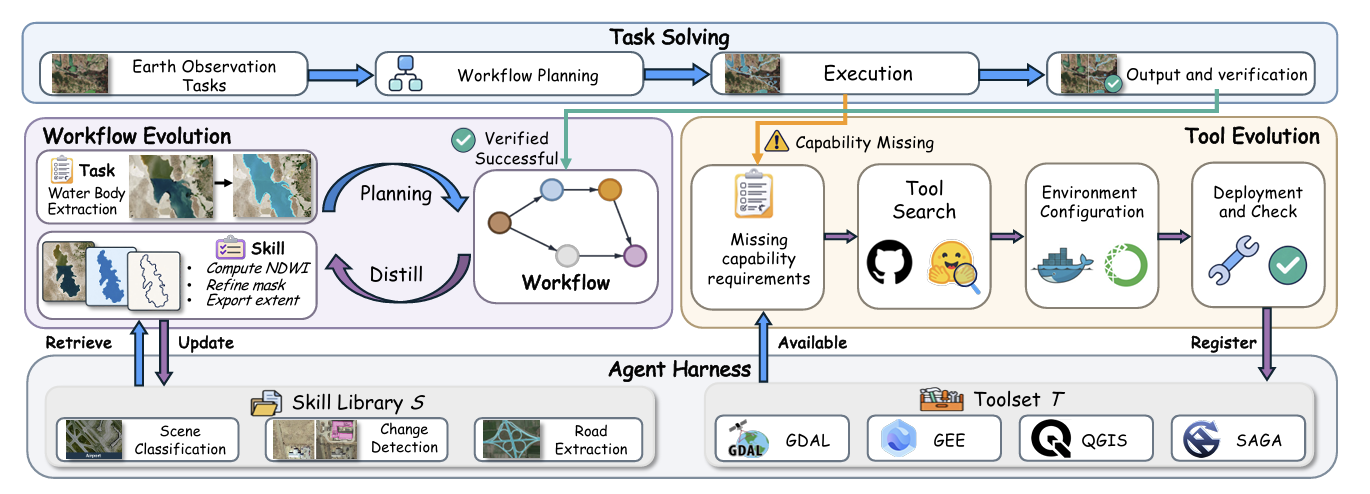 Task Solving
Earth Observation
Tasks
Workflow Planning
Execution
Output and verification
Workflow Evolution
Task
Water Body
Extraction
Skill
• Compute NDWI
• Refine mask
• Export extent
Planning
Distill
Verified
Successful
Workflow
Tool Evolution
Capability Missing
Missing
capability
requirements
Tool
Search
Environment
Configuration
Deployment
and Check
Retrieve
Update
Available
Register
Agent Harness
Skill Library S
Airport
Scene
Classification
Change
Detection
Road
Extraction
Toolset T
GDAL
GDAL
GEE
QGIS
SAGA